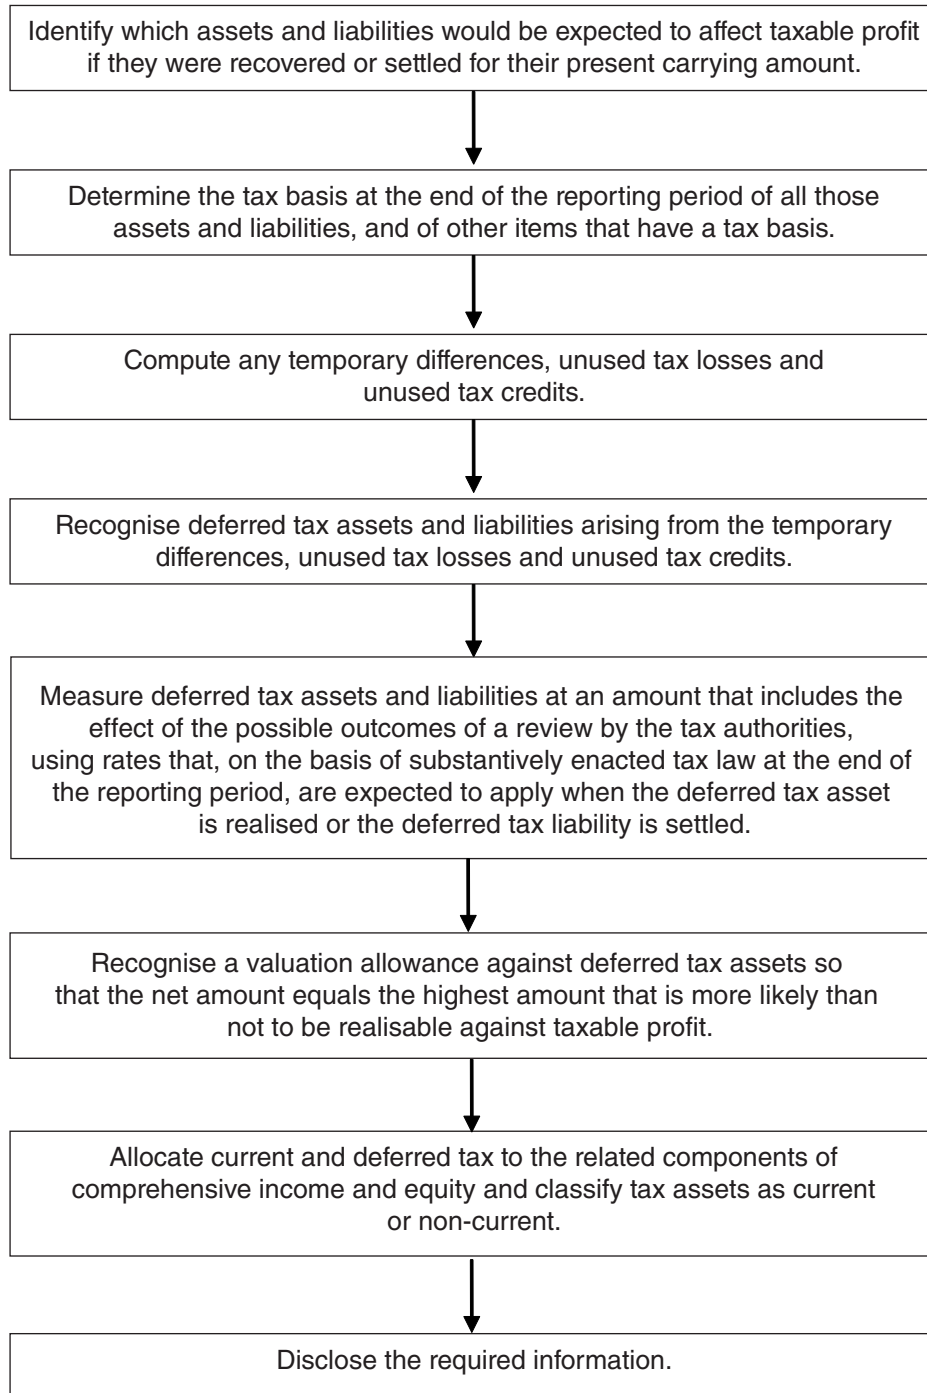 Identify which assets and liabilities would be expected to affect taxable profit
if they were recovered or settled for their present carrying amount.
Determine the tax basis at the end of the reporting period of all those
assets and liabilities, and of other items that have a tax basis.
Compute any temporary differences, unused tax losses and
unused tax credits.
Recognise deferred tax assets and liabilities arising from the temporary
differences, unused tax losses and unused tax credits.
Measure deferred tax assets and liabilities at an amount that includes the
effect of the possible outcomes of a review by the tax authorities,
using rates that, on the basis of substantively enacted tax law at the end of
the reporting period, are expected to apply when the deferred tax asset
is realised or the deferred tax liability is settled.
Recognise a valuation allowance against deferred tax assets so
that the net amount equals the highest amount that is more likely than
not to be realisable against taxable profit.
Allocate current and deferred tax to the related components of
comprehensive income and equity and classify tax assets as current
or non-current.
Disclose the required information.